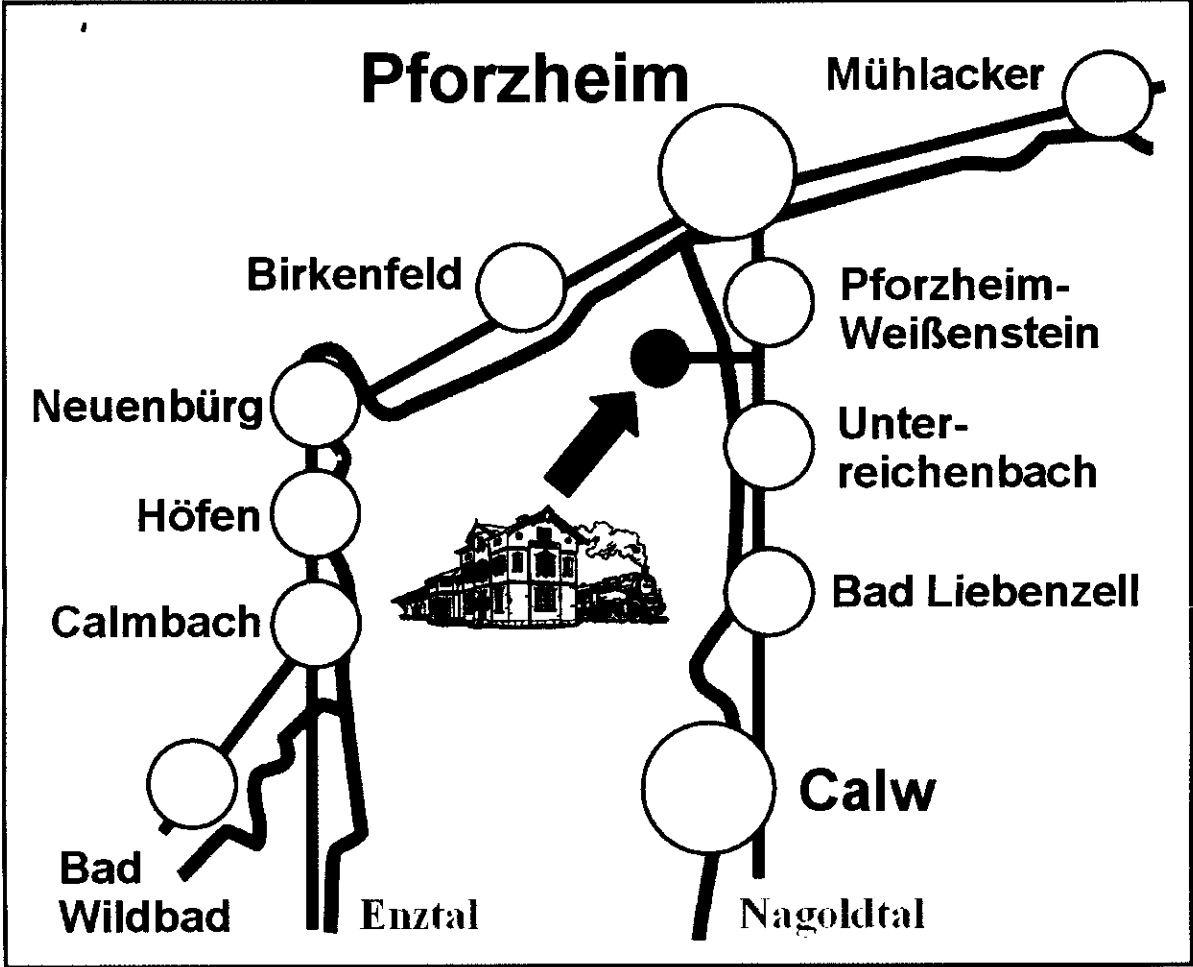 Pforzheim
Mühlacker
Birkenfeld
Pforzheim-
Weißenstein
Neuenbürg
Unter-
reichenbach
Höfen
Bad Liebenzell
Calmbach
Calw
Bad
Wildbad
Enztal
Nagoldtal